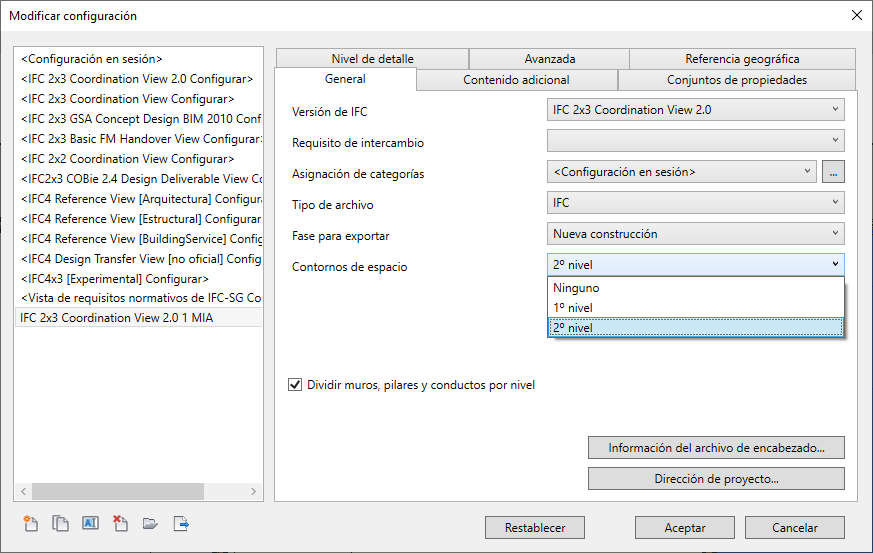 Modificar configuración
<Configuración en sesión>
<IFC 2x3 Coordination View 2.0 Configurar>
<IFC 2x3 Coordination View Configurar>
<IFC 2x3 GSA Concept Design BIM 2010 Conf
<IFC 2x3 Basic FM Handover View Configurar>
<IFC 2x2 Coordination View Configurar>
<IFC2x3 COBie 2.4 Design Deliverable View Co
<IFC4 Reference View [Arquitectura] Configura
<IFC4 Reference View [Estructural] Configurar
<IFC4 Reference View [BuildingService] Config
<IFC4 Design Transfer View [no oficial] Config
<IFC4x3 [Experimental] Configurar>
<Vista de requisitos normativos de IFC-SG Co
IFC 2x3 Coordination View 2.0 1 MIA
Nivel de detalle
Avanzada
Referencia geográfica
General
Contenido adicional
Conjuntos de propiedades
Versión de IFC
IFC 2x3 Coordination View 2.0
Requisito de intercambio
Asignación de categorías
<Configuración en sesión>
...
Tipo de archivo
IFC
Fase para exportar
Nueva construcción
Contornos de espacio
2º nivel
Ninguno
1º nivel
2º nivel
Dividir muros, pilares y conductos por nivel
Información del archivo de encabezado...
Dirección de proyecto...
Restablecer
Aceptar
Cancelar